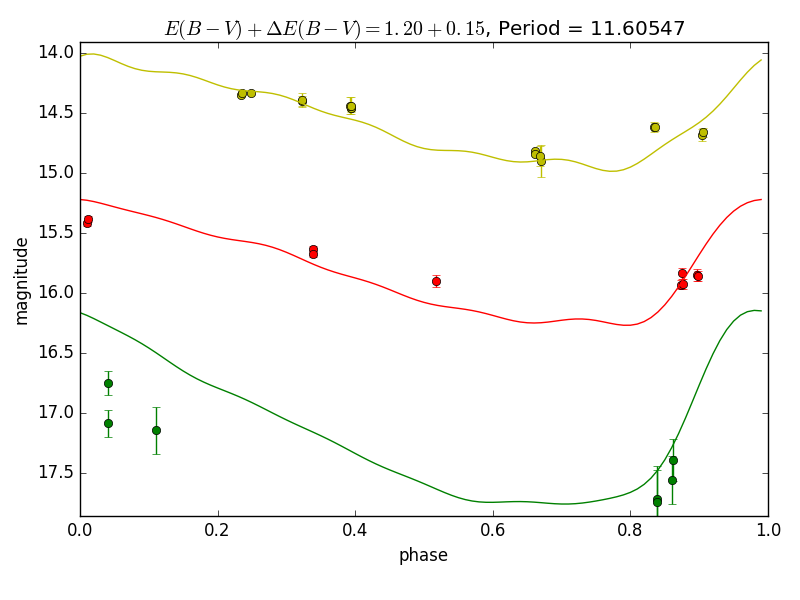 E(B − V) + ΔE(B − V) = 1.20 + 0.15, Period = 11.60547
14.0
14.5
15.0
15.5
16.0
16.5
17.0
17.5
magnitude
0.0 0.2 0.4 0.6 0.8 1.0
phase